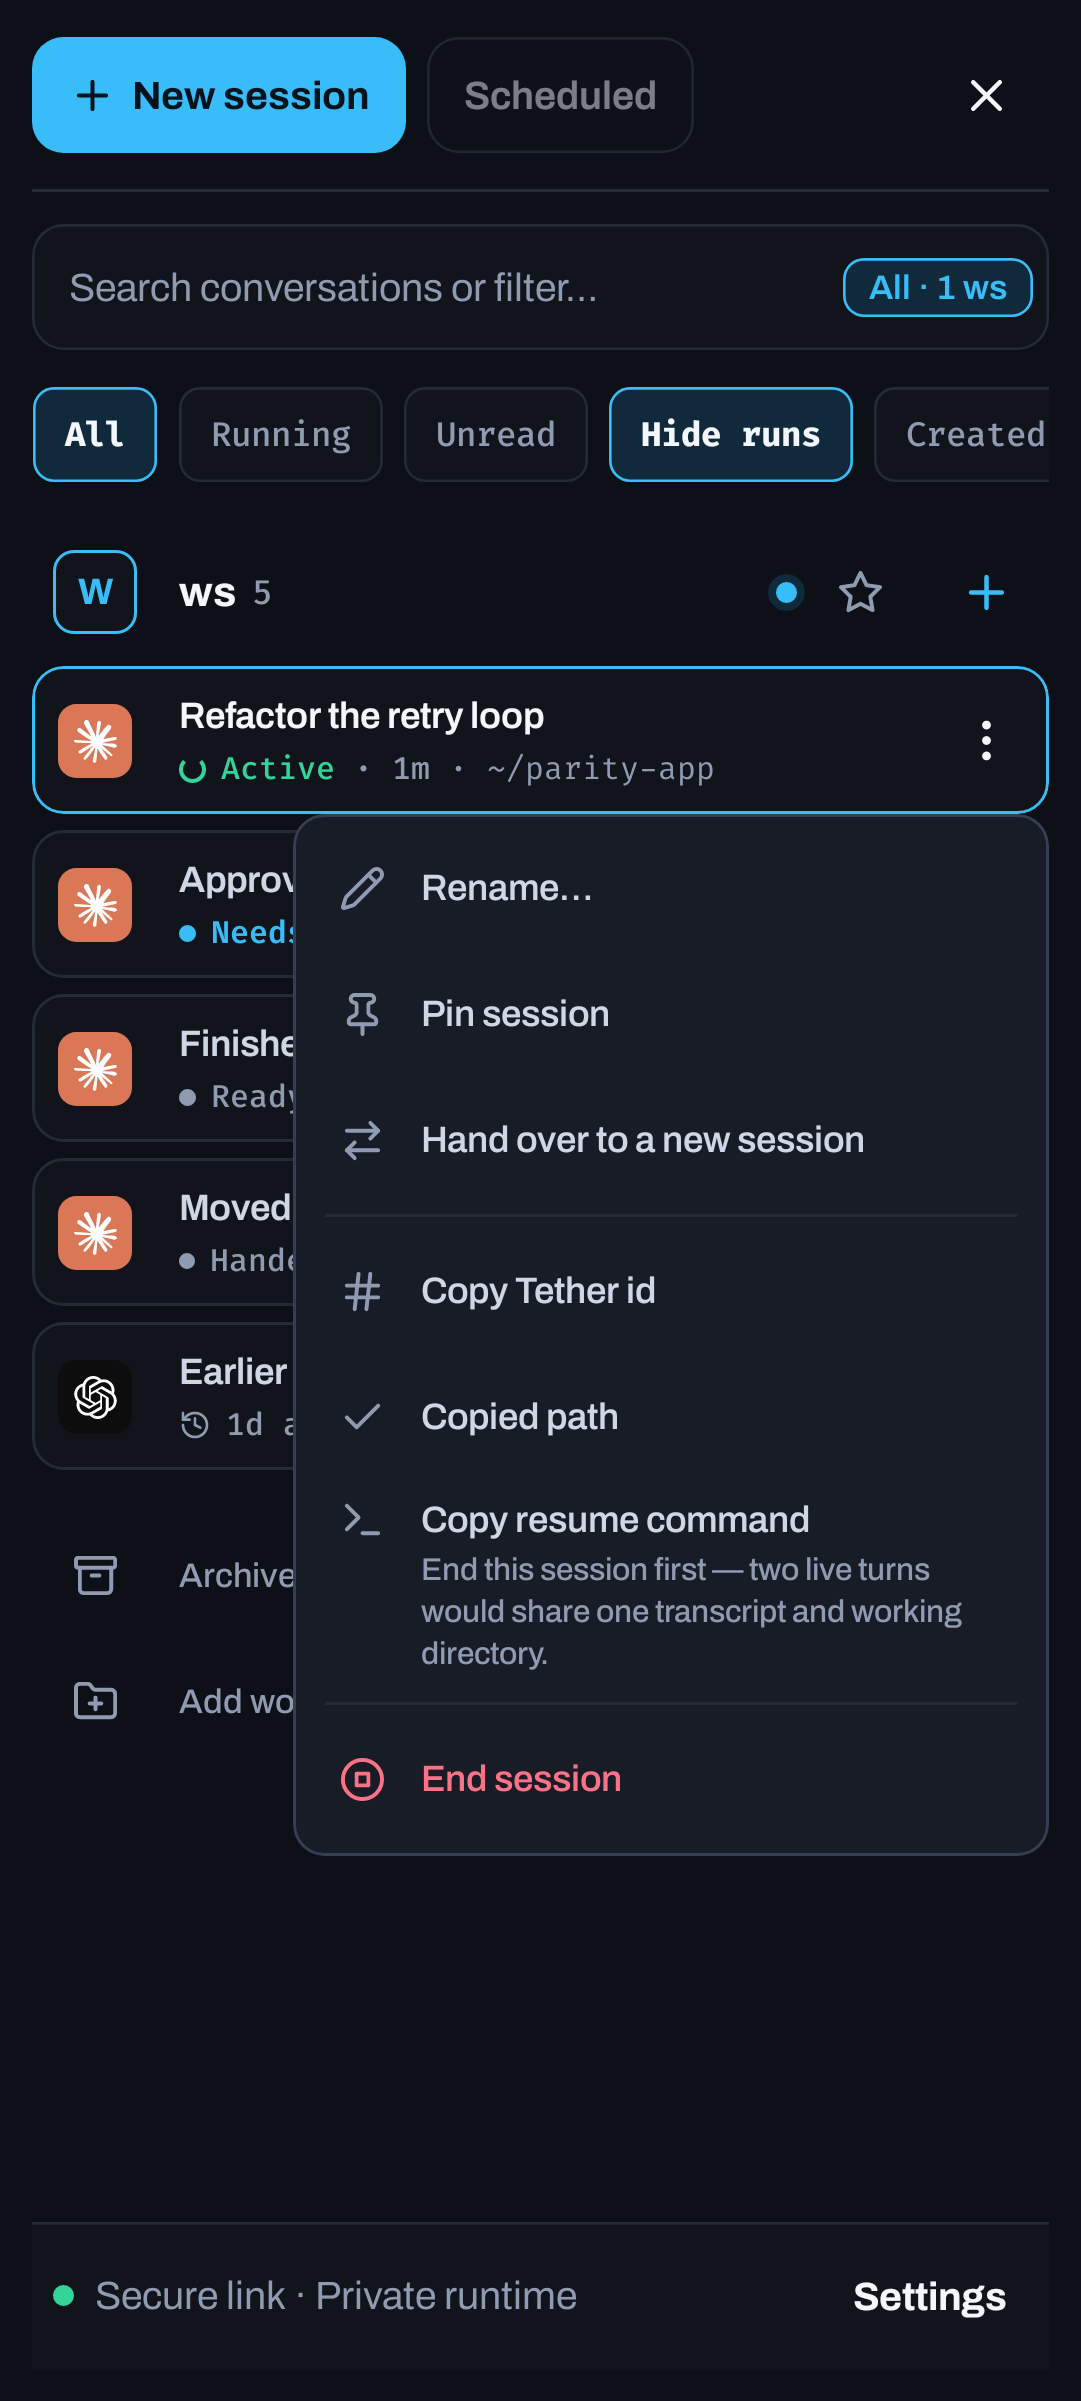 New session
Scheduled
Search conversations or filter...
All · 1 ws
All
Running
Unread
Hide runs
Created
W
ws 5
Refactor the retry loop
Active · 1m · ~/parity-app
Approv
Needs
Finishe
Ready
Moved
Hande
Earlier
1d a
Archive
Add wo
Rename...
Pin session
Hand over to a new session
Copy Tether id
Copied path
Copy resume command
End this session first — two live turns
would share one transcript and working
directory.
End session
Secure link · Private runtime
Settings